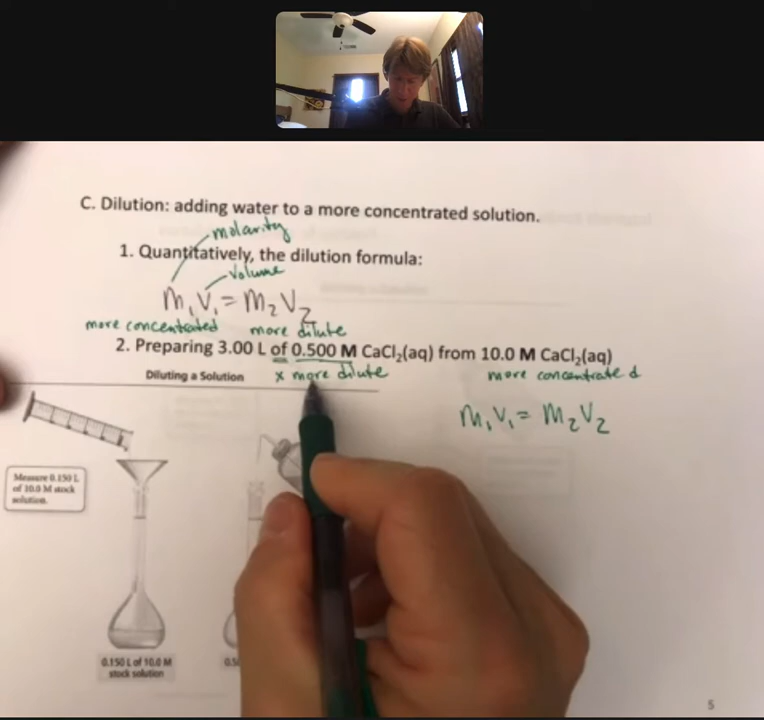 C. Dilution: adding water to a more concentrated solution.
molarity
1. Quantitatively, the dilution formula:
volume
M₁V₁ = M₂V₂
more concentrated more dilute
2. Preparing 3.00 L of 0.500 M CaCl₂(aq) from 10.0 M CaCl₂(aq)
Diluting a Solution x more dilute more concentrated
M₁V₁ = M₂V₂
Measure 0.150 L
of 10.0 M stock
solution.
0.150 L of 10.0 M
stock solution
0.5
5